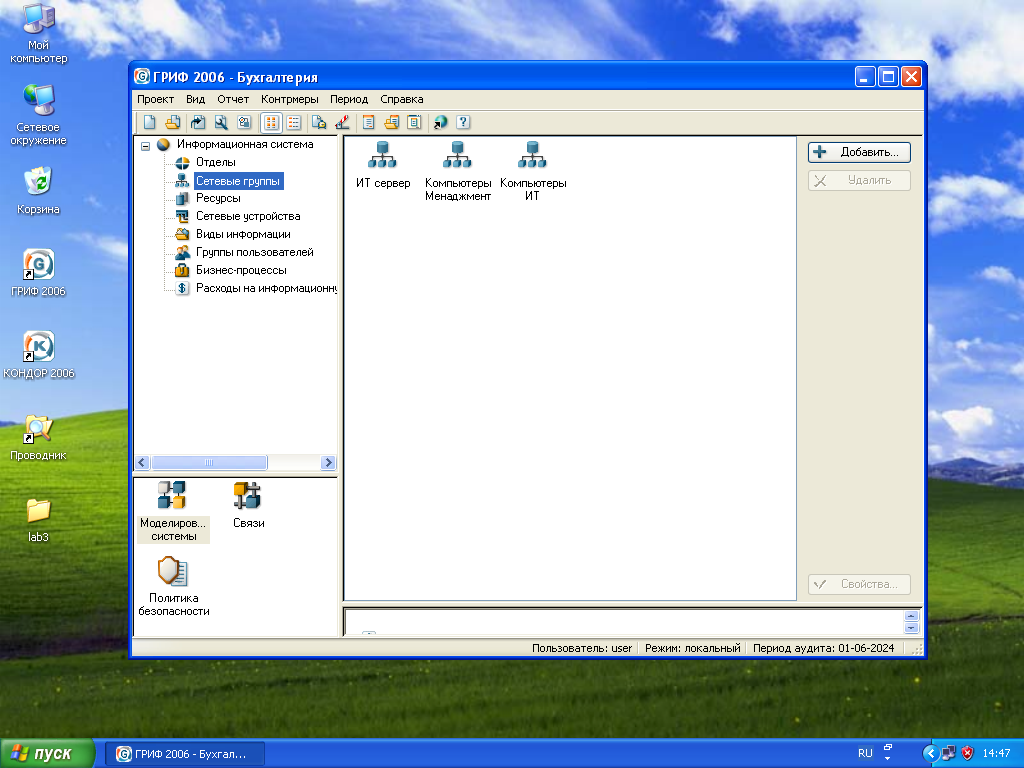 Мой
компьютер
Сетевое
окружение
Корзина
ГРИФ 2006
КОНДОР 2006
Проводник
lab3
ГРИФ 2006 - Бухгалтерия
Проект Вид Отчет Контрмеры Период Справка
Информационная система
Отделы
Сетевые группы
Ресурсы
Сетевые устройства
Виды информации
Группы пользователей
Бизнес-процессы
Расходы на информационну
Моделиров...
системы
Связи
Политика
безопасности
ИТ сервер
Компьютеры
Менаджмент
Компьютеры
ИТ
Добавить...
Удалить
Свойства...
Пользователь: user Режим: локальный Период аудита: 01-06-2024
пуск
ГРИФ 2006 - Бухгал...
RU
14:47